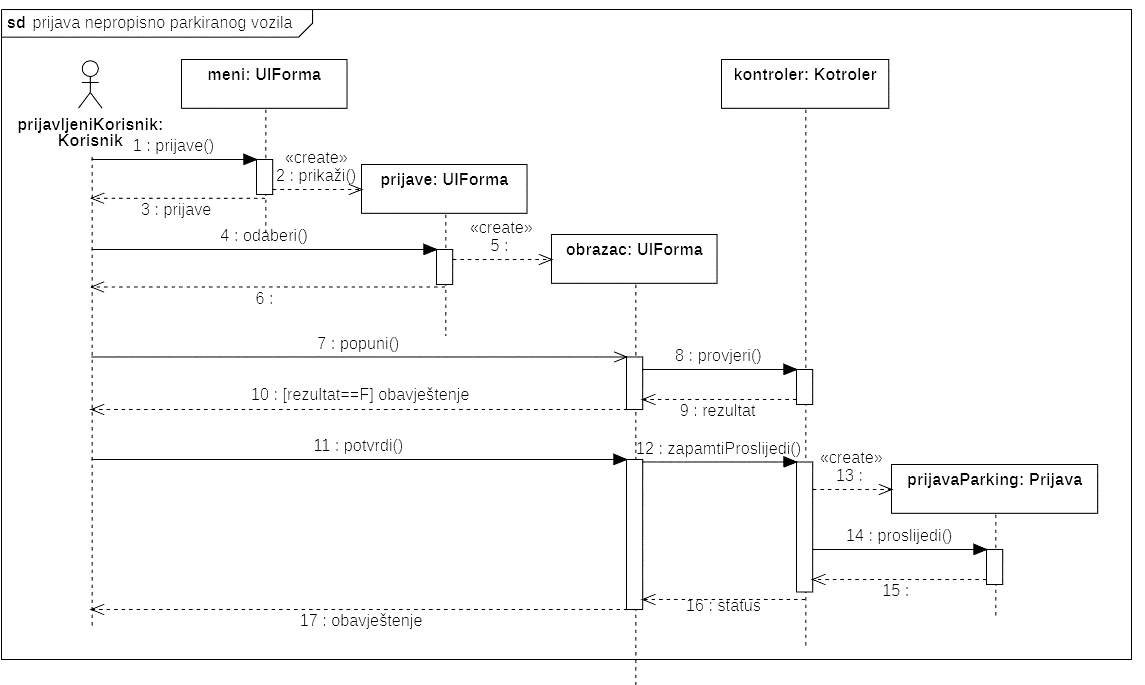 sd prijava nepropisno parkiranog vozila
meni: UIForma
kontroler: Kotroler
prijavljeniKorisnik:
Korisnik
1 : prijave()
«create»
2 : prikaži()
prijave: UIForma
3 : prijave
4 : odaberi()
«create»
5 :
obrazac: UIForma
6 :
7 : popuni()
8 : provjeri()
10 : [rezultat==F] obavještenje
9 : rezultat
11 : potvrdi()
12 : zapamtiProslijedi()
«create»
13 :
prijavaParking: Prijava
14 : proslijedi()
15 :
16 : status
17 : obavještenje